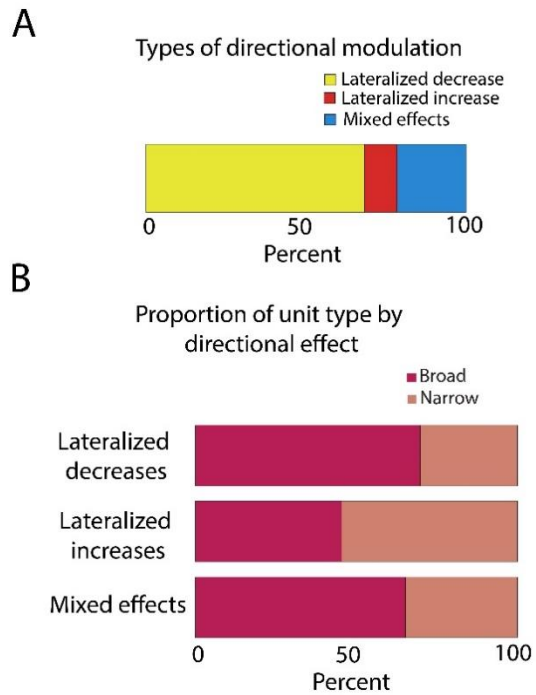 A
Types of directional modulation
Lateralized decrease
Lateralized increase
Mixed effects
0 50 100
Percent
B
Proportion of unit type by
directional effect
Broad
Narrow
Lateralized
decreases
Lateralized
increases
Mixed effects
0 50 100
Percent